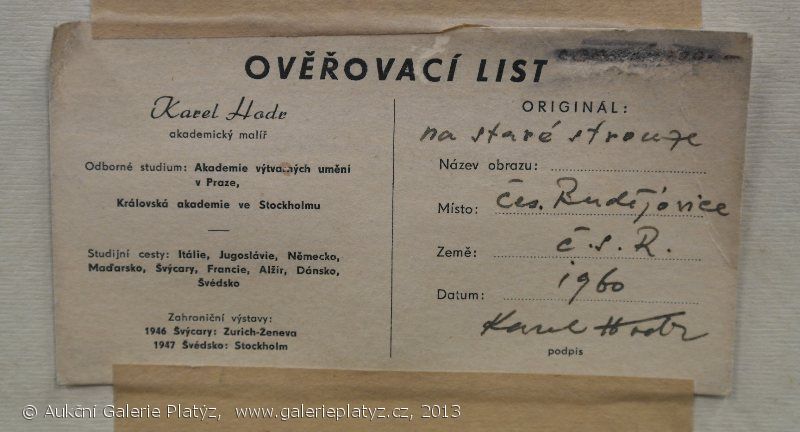 OVĚŘOVACÍ LIST
Karel Hodr
akademický malíř
Odborné studium: Akademie výtvarných umění
v Praze,
Královská akademie ve Stockholmu
Studijní cesty: Itálie, Jugoslávie, Německo,
Maďarsko, Švýcary, Francie, Alžír, Dánsko,
Švédsko
Zahraniční výstavy:
1946 Švýcary: Zurich-Ženeva
1947 Švédsko: Stockholm
ORIGINÁL:
na staré strouze
Název obrazu:
Místo: Čes. Budějovice
Země: Č.S.R.
Datum: 1960
Karel Hodr
podpis
© Aukční Galerie Platýz, www.galerieplatyz.cz, 2013